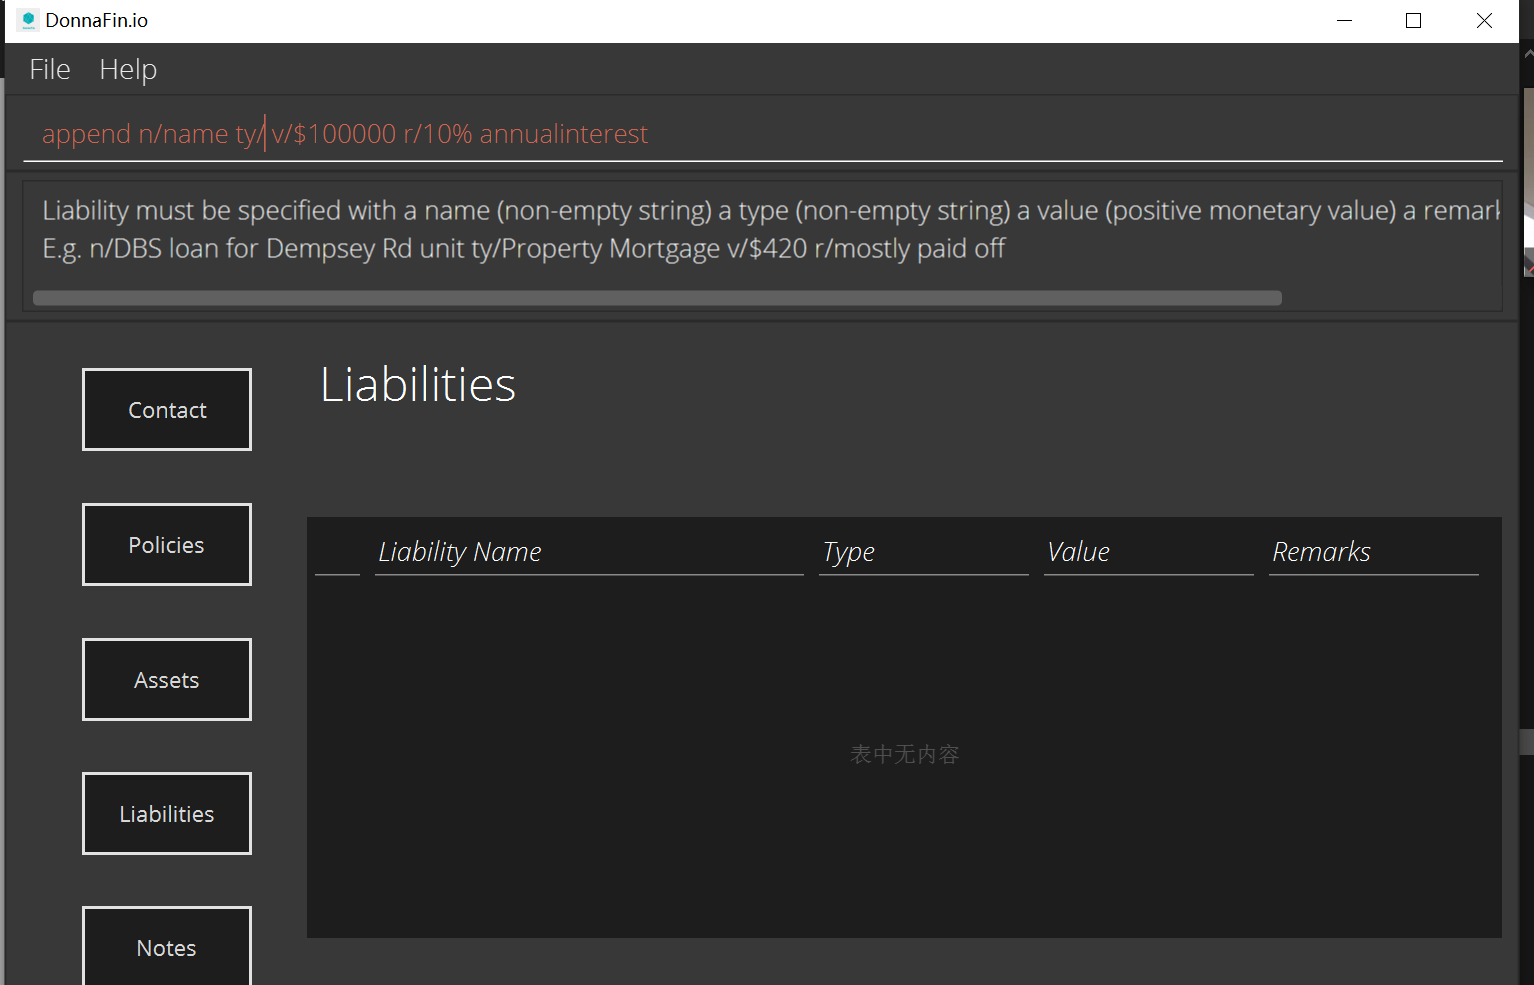 DonnaFin.io
File Help
append n/name ty/ v/$100000 r/10% annualinterest
Liability must be specified with a name (non-empty string) a type (non-empty string) a value (positive monetary value) a remark
E.g. n/DBS loan for Dempsey Rd unit ty/Property Mortgage v/$420 r/mostly paid off
Contact
Policies
Assets
Liabilities
Notes
Liabilities
Liability Name Type Value Remarks
表中无内容